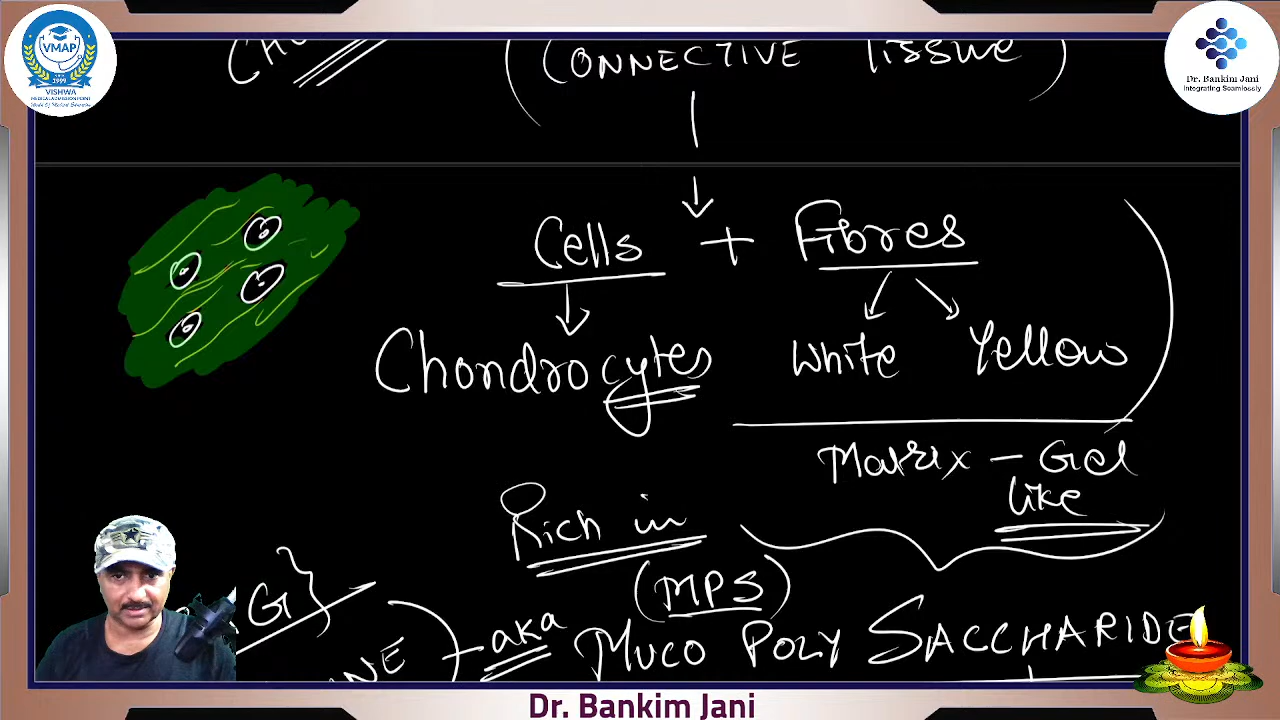 VMAP
VISHWA
Dr. Bankim Jani
Integrating Seamlessly
CONNECTIVE TISSUE
Cells + Fibres
Chondrocytes
White Yellow
Matrix - Gel
like
Rich in
(MPS)
aka MUCO POLY SACCHARIDE
Dr. Bankim Jani